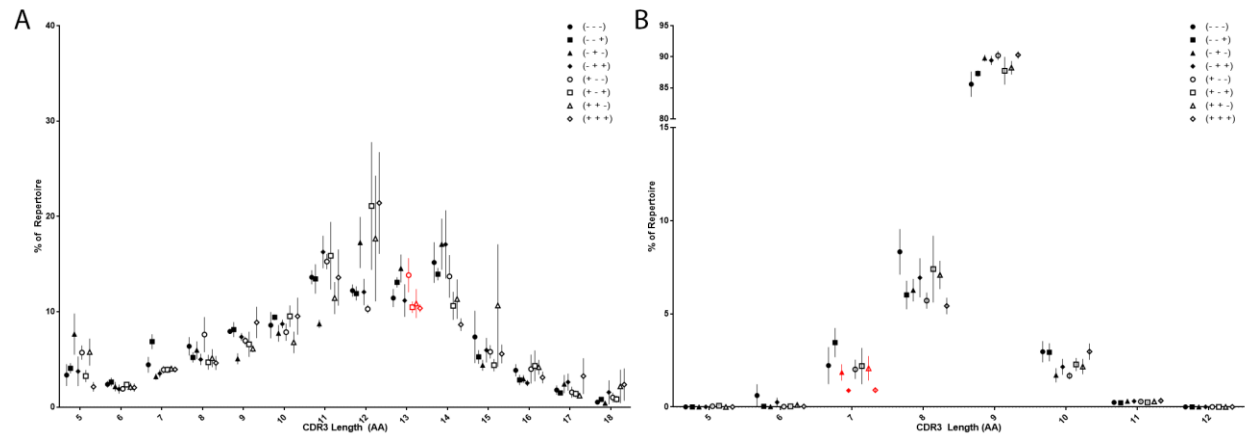 A
B
40
30
20
10
0
% of Repertoire
5 6 7 8 9 10 11 12 13 14 15 16 17 18
CDR3 Length (AA)
(- - -)
(- - +)
(- + -)
(- + +)
(+ - -)
(+ - +)
(+ + -)
(+ + +)
95
90
85
80
15
10
5
0
% of Repertoire
5 6 7 8 9 10 11 12
CDR3 Length (AA)
(- - -)
(- - +)
(- + -)
(- + +)
(+ - -)
(+ - +)
(+ + -)
(+ + +)